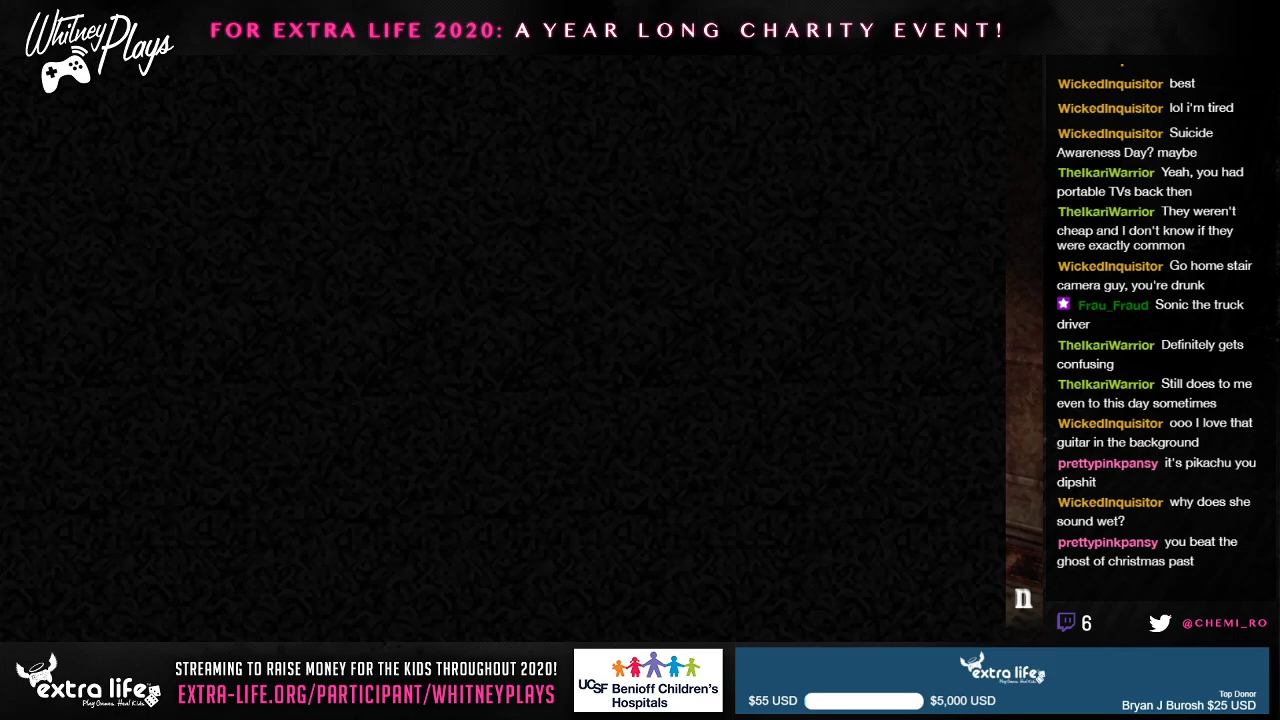 Whitney Plays
FOR EXTRA LIFE 2020: A YEAR LONG CHARITY EVENT!
WickedInquisitor best
WickedInquisitor lol i'm tired
WickedInquisitor Suicide
Awareness Day? maybe
TheIkariWarrior Yeah, you had
portable TVs back then
TheIkariWarrior They weren't
cheap and I don't know if they
were exactly common
WickedInquisitor Go home stair
camera guy, you're drunk
Frau_Fraud Sonic the truck
driver
TheIkariWarrior Definitely gets
confusing
TheIkariWarrior Still does to me
even to this day sometimes
WickedInquisitor ooo I love that
guitar in the background
prettypinkpansy it's pikachu you
dipshit
WickedInquisitor why does she
sound wet?
prettypinkpansy you beat the
ghost of christmas past
n
6
@CHEMI_RO
extra life
Play Games. Heal Kids.
STREAMING TO RAISE MONEY FOR THE KIDS THROUGHOUT 2020!
EXTRA-LIFE.ORG/PARTICIPANT/WHITNEYPLAYS
UCSF Benioff Children's
Hospitals
extra life
Play Games. Heal Kids.
$55 USD
$5,000 USD
Top Donor
Bryan J Burosh $25 USD